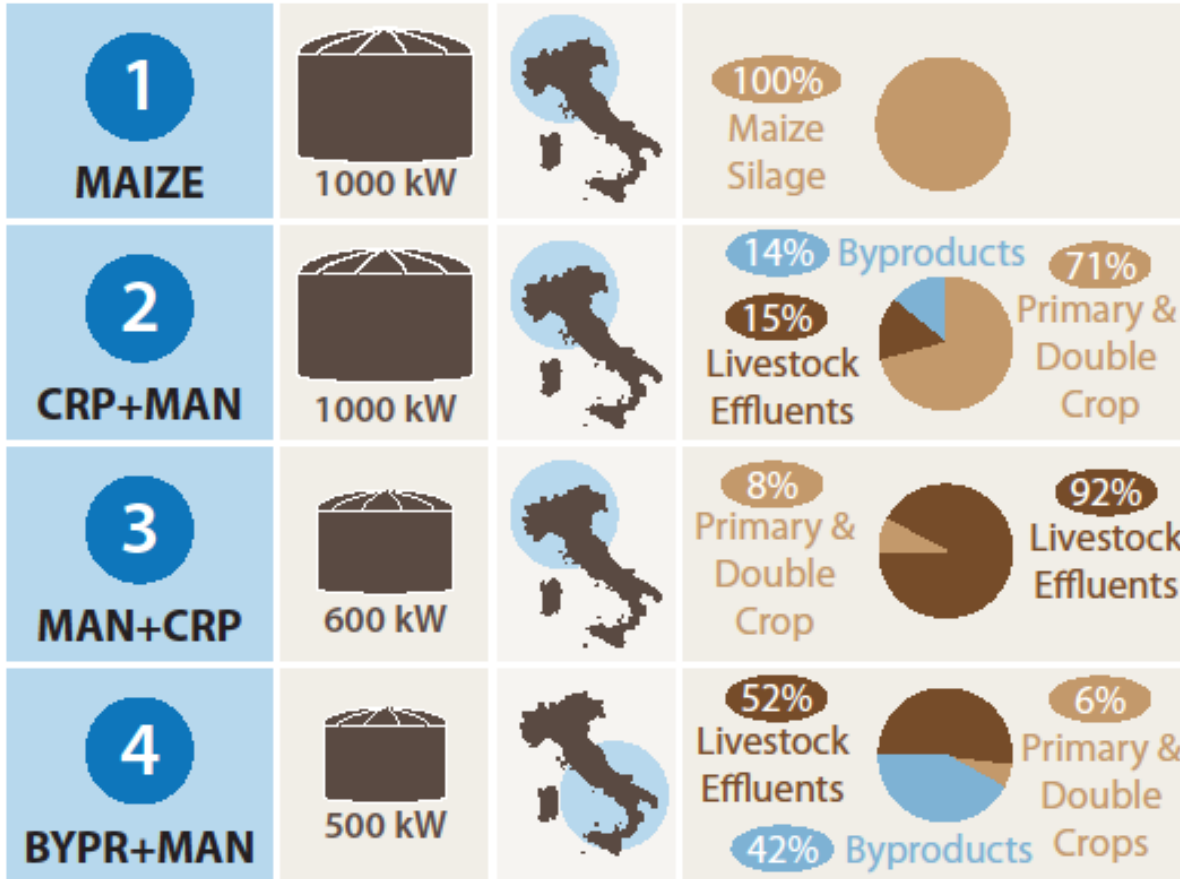 1
MAIZE
1000 kW
100%
Maize
Silage
2
CRP+MAN
1000 kW
14% Byproducts
15%
Livestock
Effluents
71%
Primary &
Double
Crop
3
MAN+CRP
600 kW
8%
Primary &
Double
Crop
92%
Livestock
Effluents
4
BYPR+MAN
500 kW
52%
Livestock
Effluents
42% Byproducts
6%
Primary &
Double
Crops